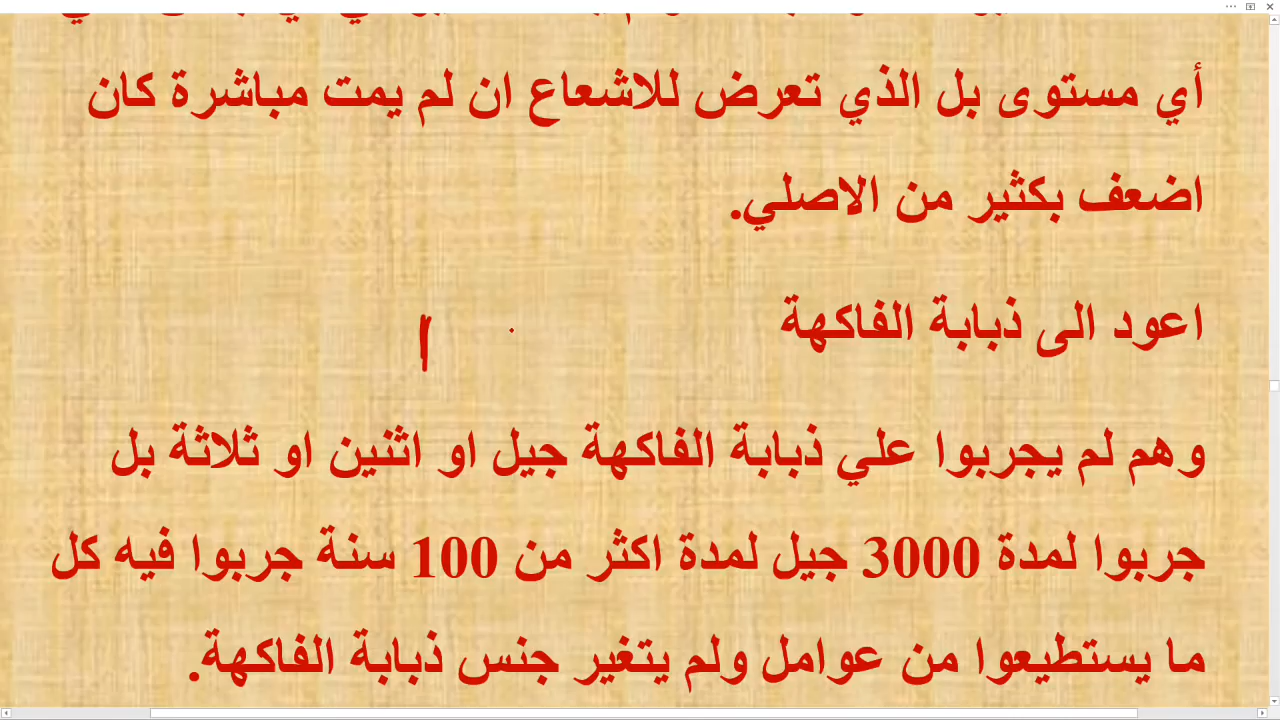 أي مستوى بل الذي تعرض للاشعاع ان لم يمت مباشرة كان
اضعف بكثير من الاصلي.
اعود الى ذبابة الفاكهة
وهم لم يجربوا علي ذبابة الفاكهة جيل او اثنين او ثلاثة بل
جربوا لمدة 3000 جيل لمدة اكثر من 100 سنة جربوا فيه كل
ما يستطيعوا من عوامل ولم يتغير جنس ذبابة الفاكهة.